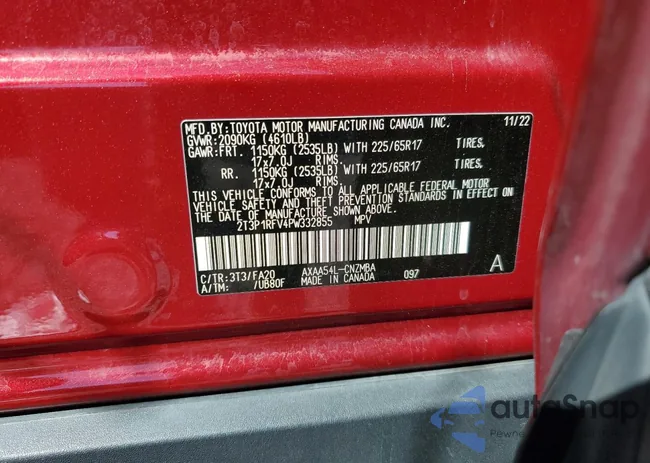 MFD. BY:TOYOTA MOTOR MANUFACTURING CANADA INC. 11/22
GVWR:2090KG (4610LB)
GAWR:FRT. 1150KG (2535LB) WITH 225/65R17 TIRES,
17x7.0J RIMS.
RR. 1150KG (2535LB) WITH 225/65R17 TIRES,
17x7.0J RIMS.
THIS VEHICLE CONFORMS TO ALL APPLICABLE FEDERAL MOTOR
VEHICLE SAFETY AND THEFT PREVENTION STANDARDS IN EFFECT ON
THE DATE OF MANUFACTURE SHOWN ABOVE.
2T3P1RFV4PW332855 MPV
C/TR:3T3/FA20 AXAA54L-CNZMBA 097 A
A/TM: /UB80F MADE IN CANADA
autoSnap